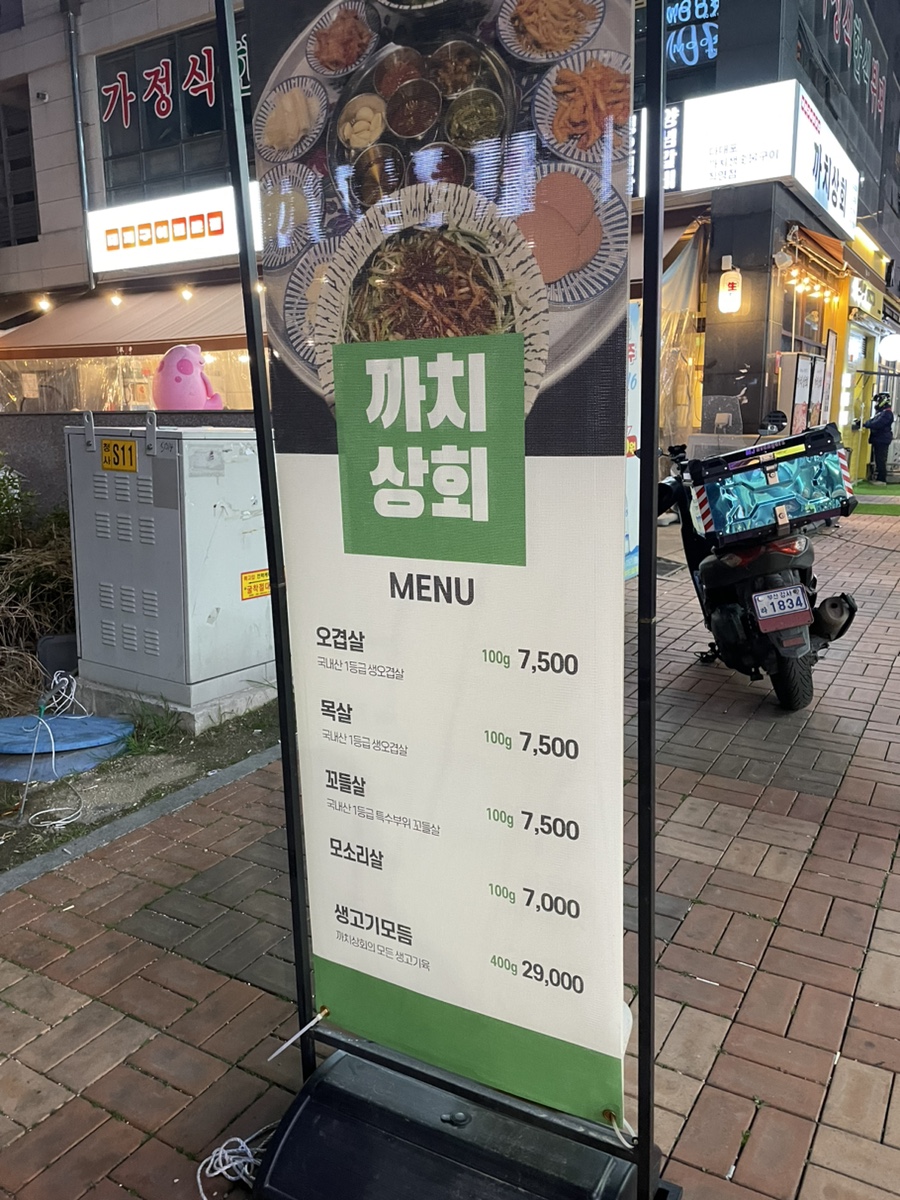 가정식
까치상회
까치
상회
MENU
오겹살
국내산 1등급 생오겹살
100g 7,500
목살
국내산 1등급 생오겹살
100g 7,500
꼬들살
국내산 1등급 특수부위 꼬들살
100g 7,500
모소리살
100g 7,000
생고기모듬
까치상회의 모든 생고기육
400g 29,000
청사 S11
生
1834